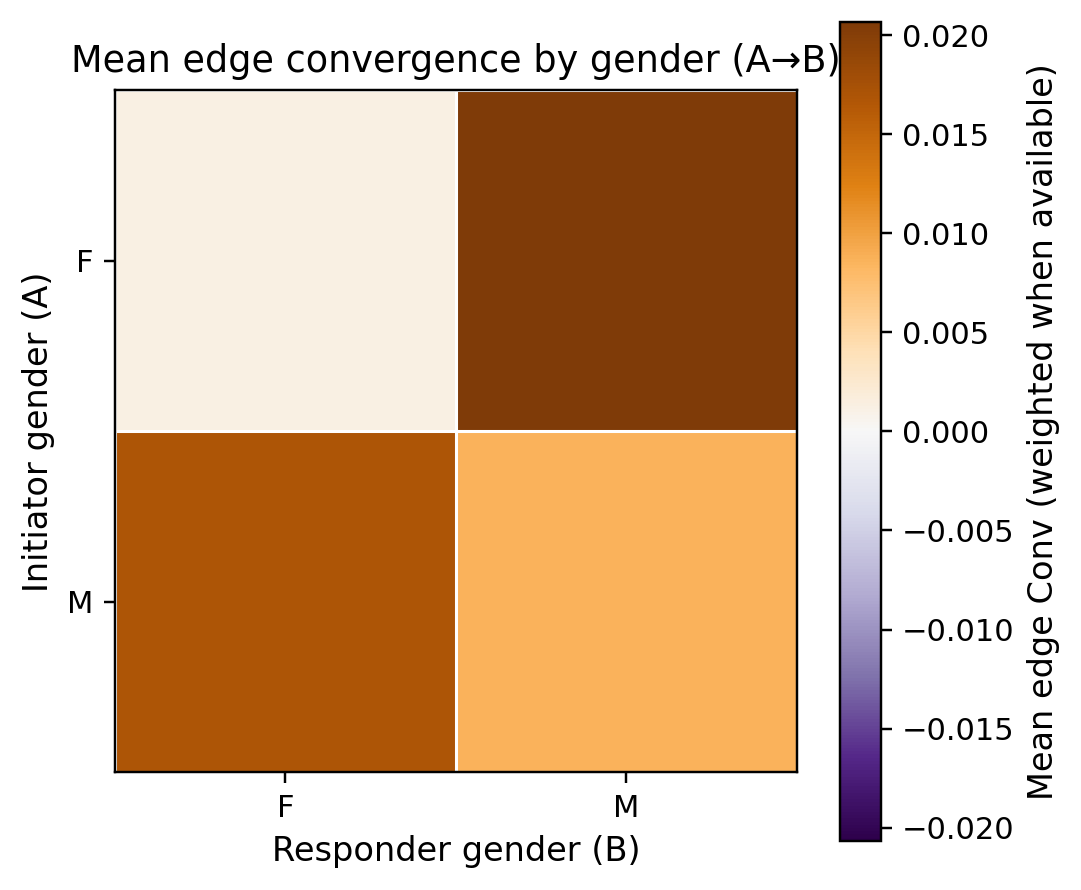 Mean edge convergence by gender (A→B)
Initiator gender (A)
F
M
F
M
Responder gender (B)
0.020
0.015
0.010
0.005
0.000
−0.005
−0.010
−0.015
−0.020
Mean edge Conv (weighted when available)